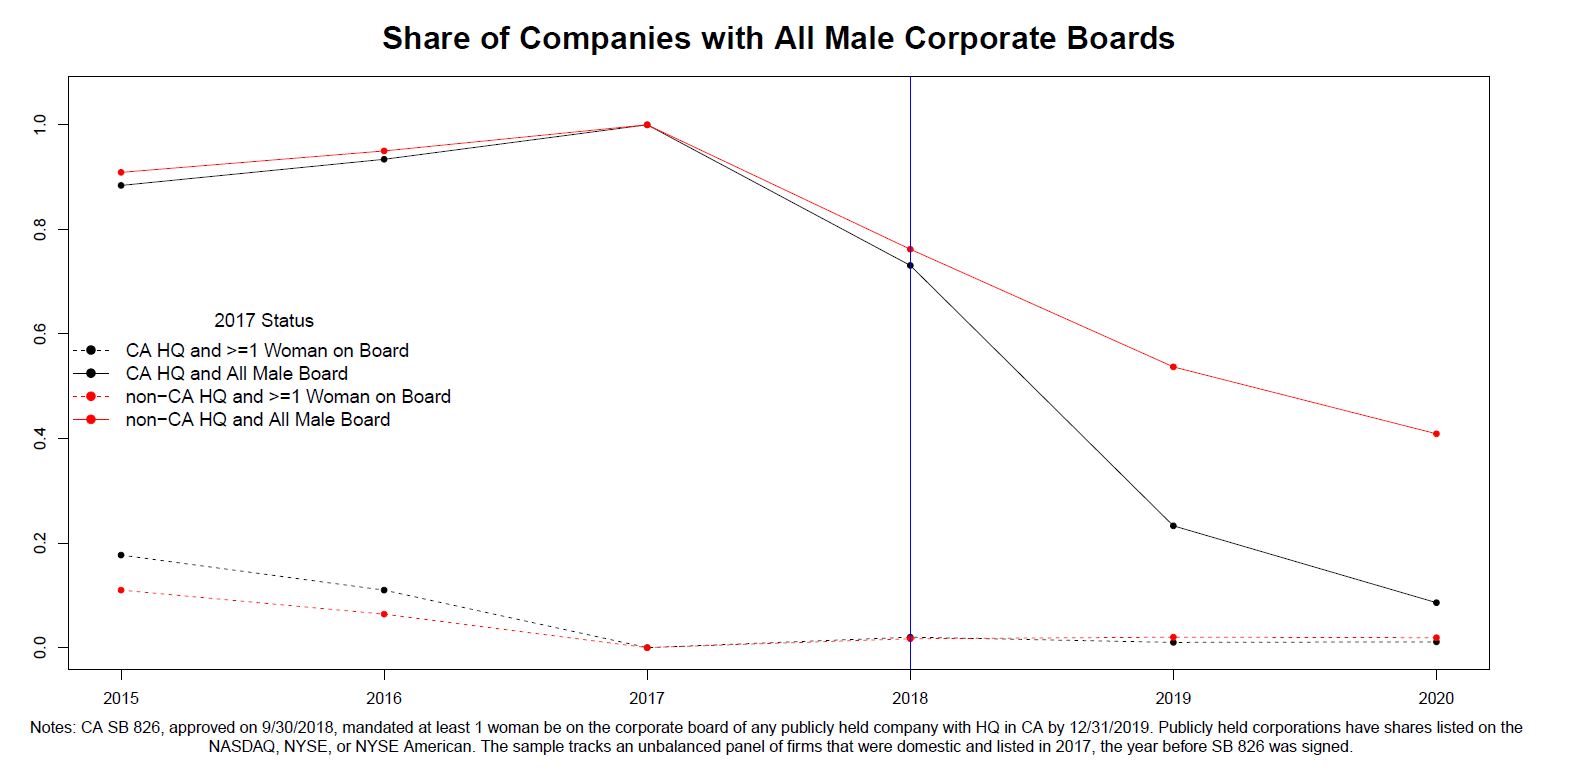 Share of Companies with All Male Corporate Boards
1.0
0.8
0.6
0.4
0.2
0.0
2017 Status
CA HQ and >=1 Woman on Board
CA HQ and All Male Board
non−CA HQ and >=1 Woman on Board
non−CA HQ and All Male Board
2015 2016 2017 2018 2019 2020
Notes: CA SB 826, approved on 9/30/2018, mandated at least 1 woman be on the corporate board of any publicly held company with HQ in CA by 12/31/2019. Publicly held corporations have shares listed on the
NASDAQ, NYSE, or NYSE American. The sample tracks an unbalanced panel of firms that were domestic and listed in 2017, the year before SB 826 was signed.